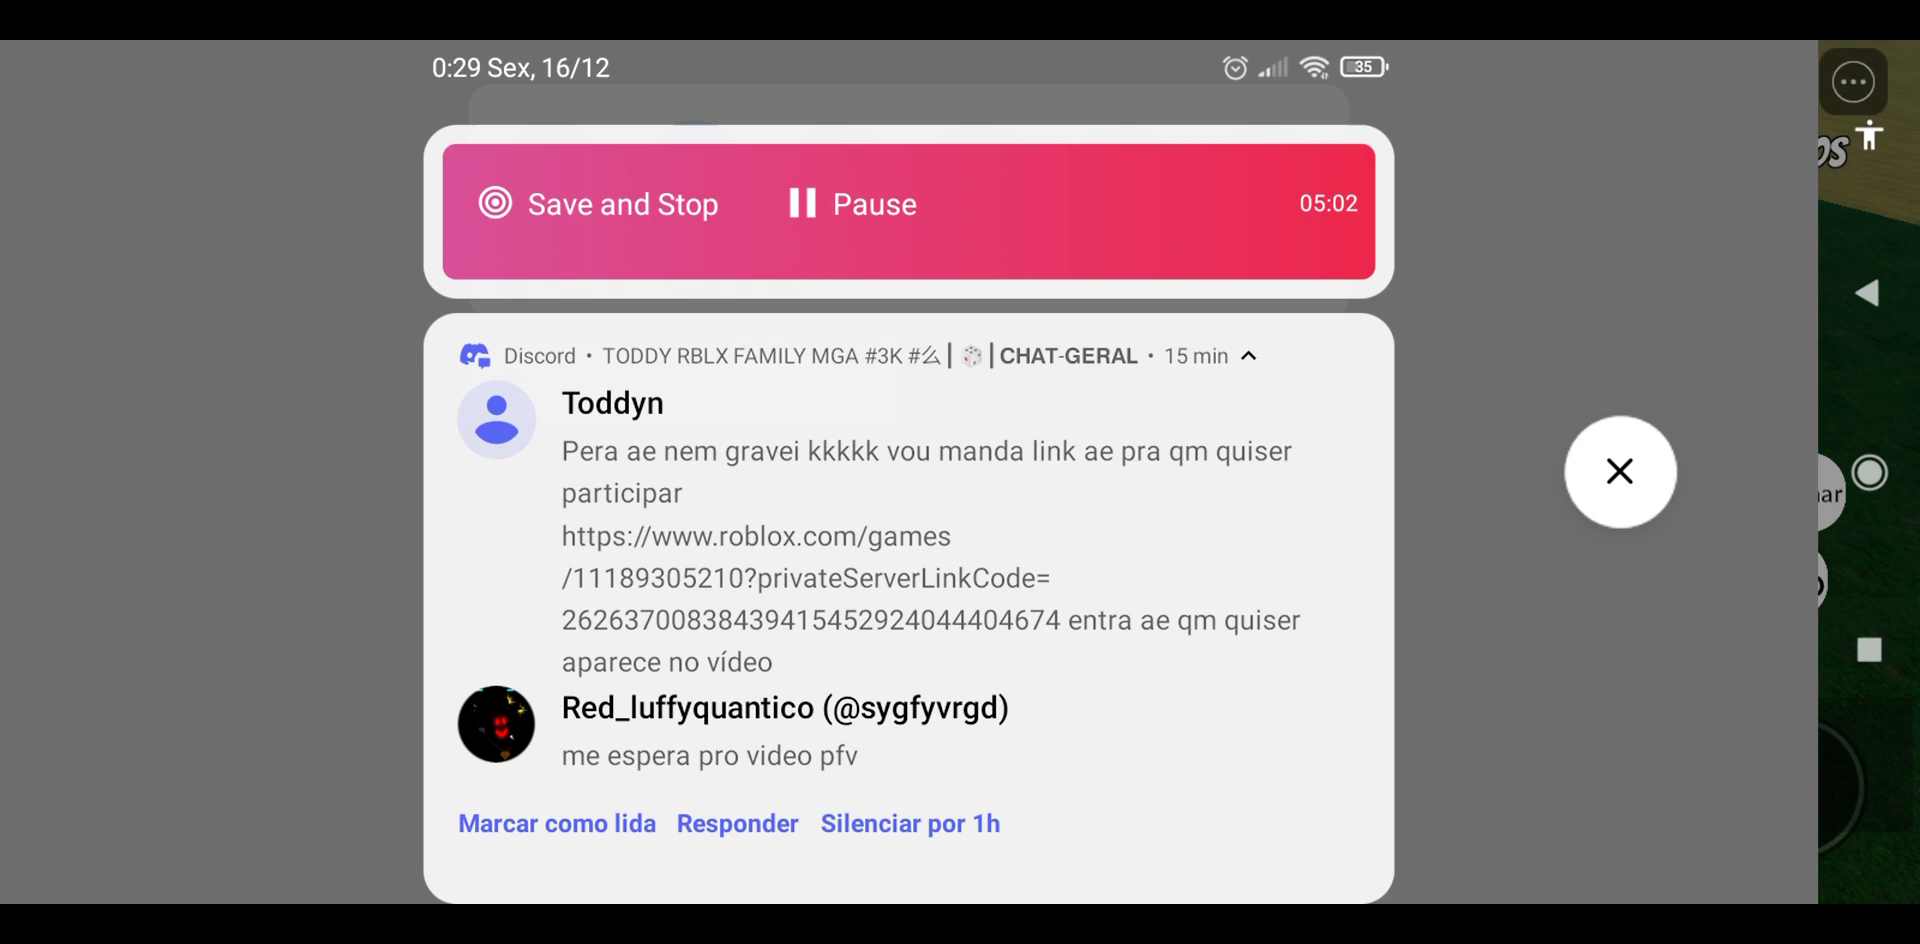 0:29 Sex, 16/12
35
Save and Stop
Pause
05:02
Discord • TODDY RBLX FAMILY MGA #3K #么 | 🎲 | CHAT-GERAL • 15 min
Toddyn
Pera ae nem gravei kkkkk vou manda link ae pra qm quiser
participar
https://www.roblox.com/games
/11189305210?privateServerLinkCode=
26263700838439415452924044404674 entra ae qm quiser
aparece no vídeo
Red_luffyquantico (@sygfyvrgd)
me espera pro video pfv
Marcar como lida Responder Silenciar por 1h
os
ar